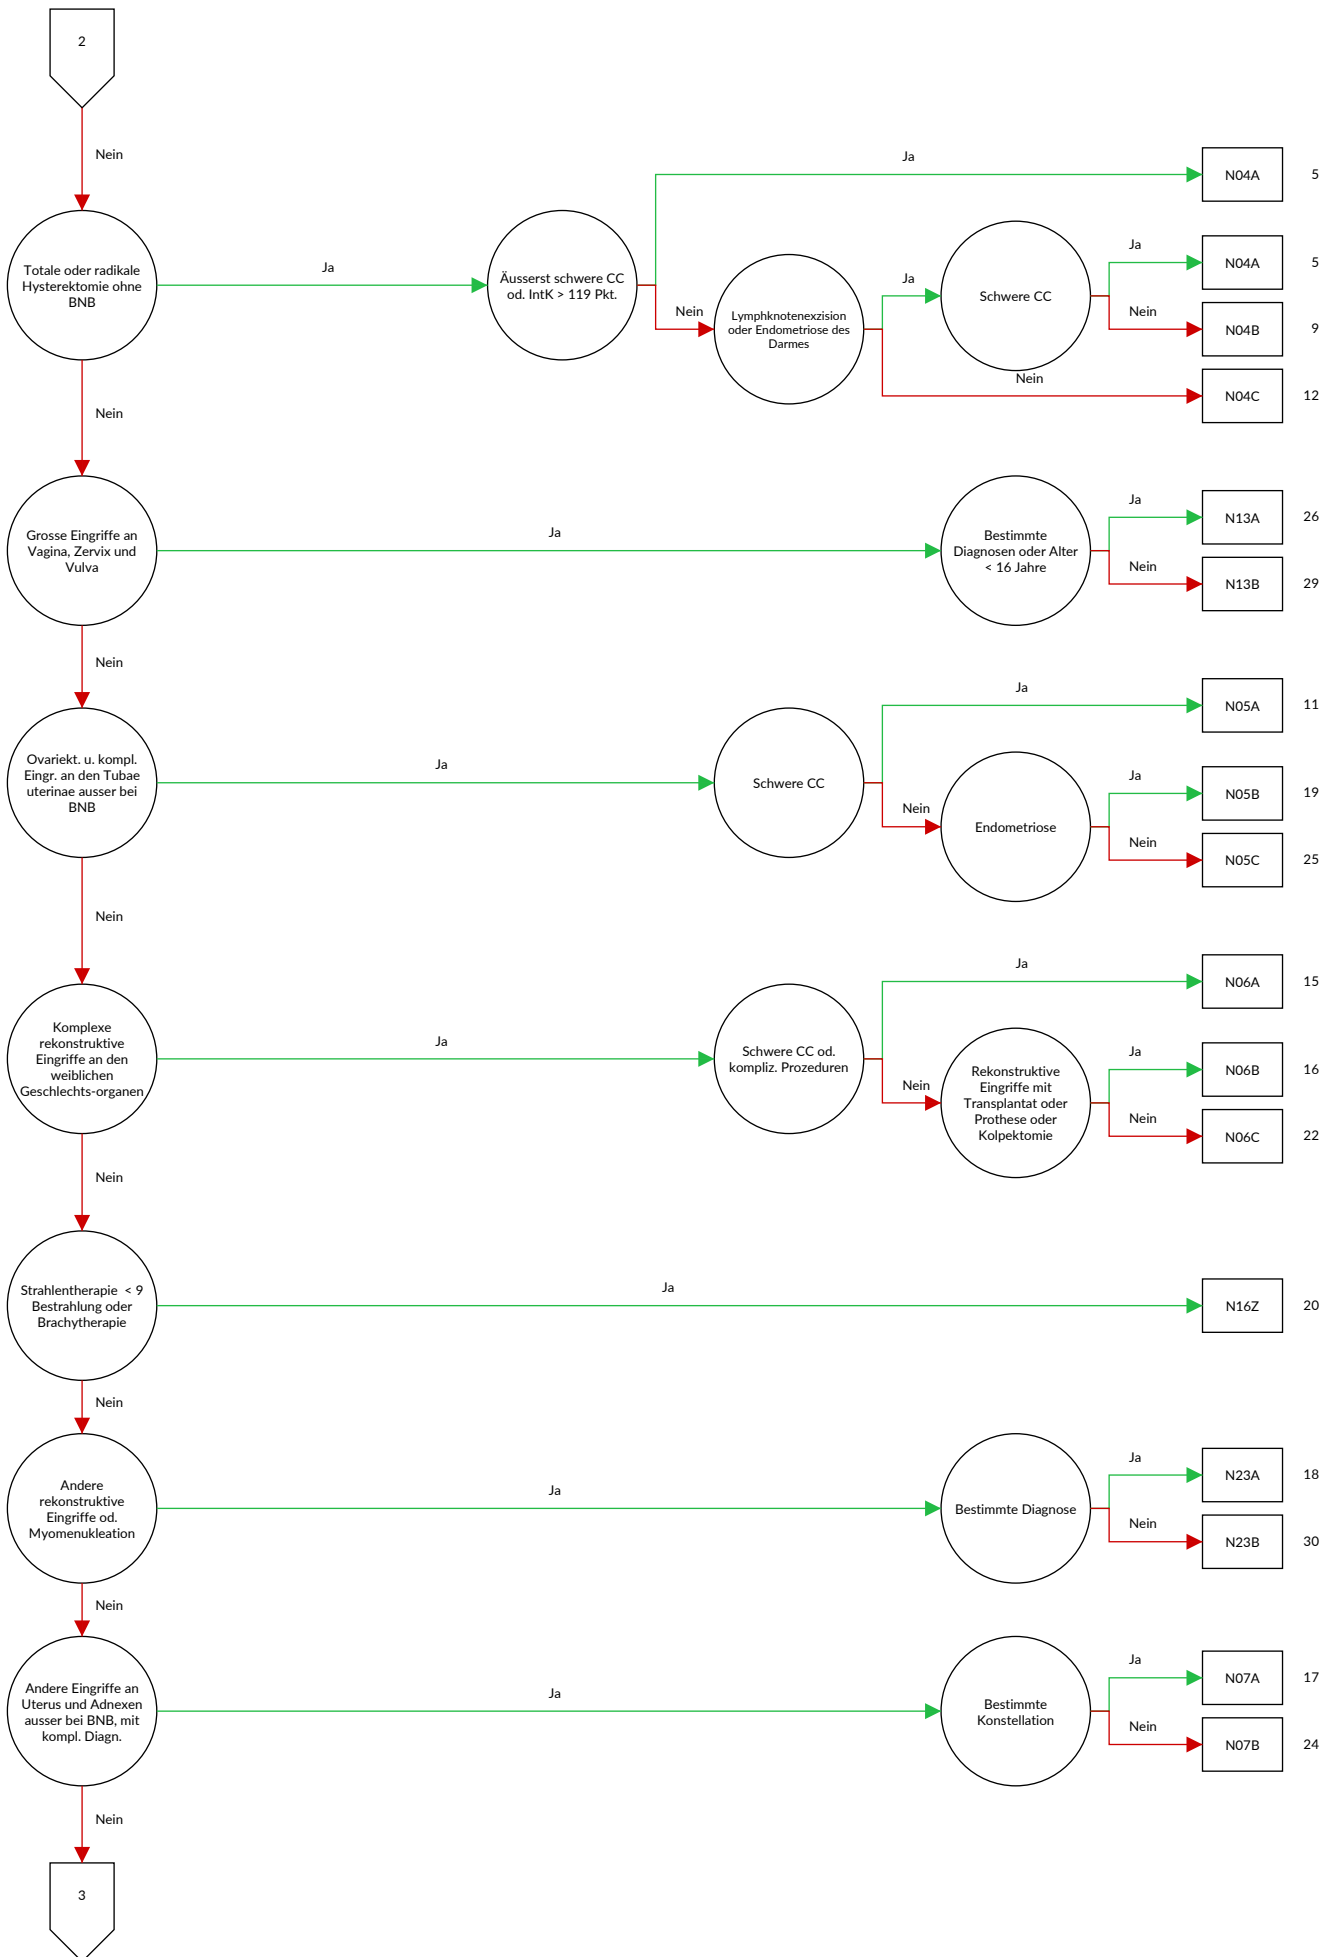 2
Nein
Totale oder radikale
Hysterektomie ohne
BNB
Ja
Äusserst schwere CC
od. IntK > 119 Pkt.
Ja
N04A
5
Nein
Lymphknotenexzision
oder Endometriose des
Darmes
Ja
Schwere CC
Ja
N04A
5
Nein
N04B
9
Nein
N04C
12
Nein
Grosse Eingriffe an
Vagina, Zervix und
Vulva
Ja
Bestimmte
Diagnosen oder Alter
< 16 Jahre
Ja
N13A
26
Nein
N13B
29
Nein
Ovariekt. u. kompl.
Eingr. an den Tubae
uterinae ausser bei
BNB
Ja
Schwere CC
Ja
N05A
11
Nein
Endometriose
Ja
N05B
19
Nein
N05C
25
Nein
Komplexe
rekonstruktive
Eingriffe an den
weiblichen
Geschlechts-organen
Ja
Schwere CC od.
kompliz. Prozeduren
Ja
N06A
15
Nein
Rekonstruktive
Eingriffe mit
Transplantat oder
Prothese oder
Kolpektomie
Ja
N06B
16
Nein
N06C
22
Nein
Strahlentherapie < 9
Bestrahlung oder
Brachytherapie
Ja
N16Z
20
Nein
Andere
rekonstruktive
Eingriffe od.
Myomenukleation
Ja
Bestimmte Diagnose
Ja
N23A
18
Nein
N23B
30
Nein
Andere Eingriffe an
Uterus und Adnexen
ausser bei BNB, mit
kompl. Diagn.
Ja
Bestimmte
Konstellation
Ja
N07A
17
Nein
N07B
24
Nein
3